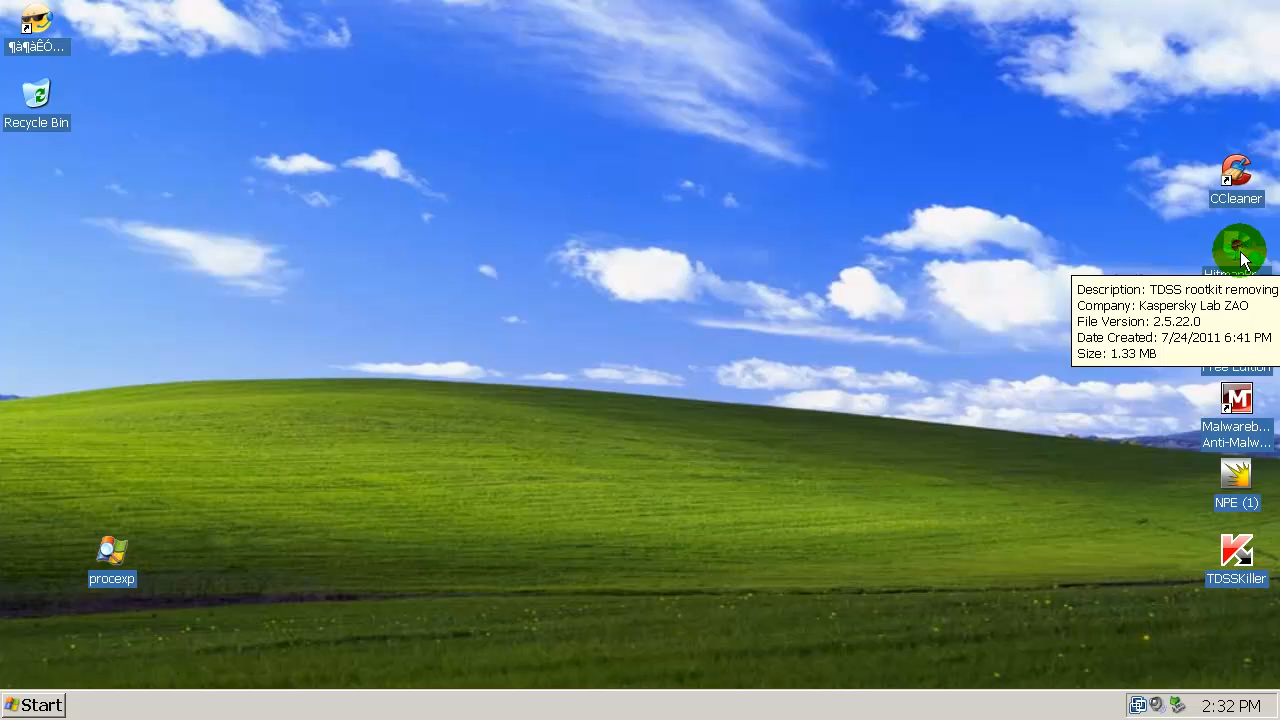 ¶à¶àÊÓ...
Recycle Bin
CCleaner
Description: TDSS rootkit removing
Company: Kaspersky Lab ZAO
File Version: 2.5.22.0
Date Created: 7/24/2011 6:41 PM
Size: 1.33 MB
Free Edition
Malwareb...
Anti-Malw...
NPE (1)
procexp
TDSSKiller
Start
2:32 PM